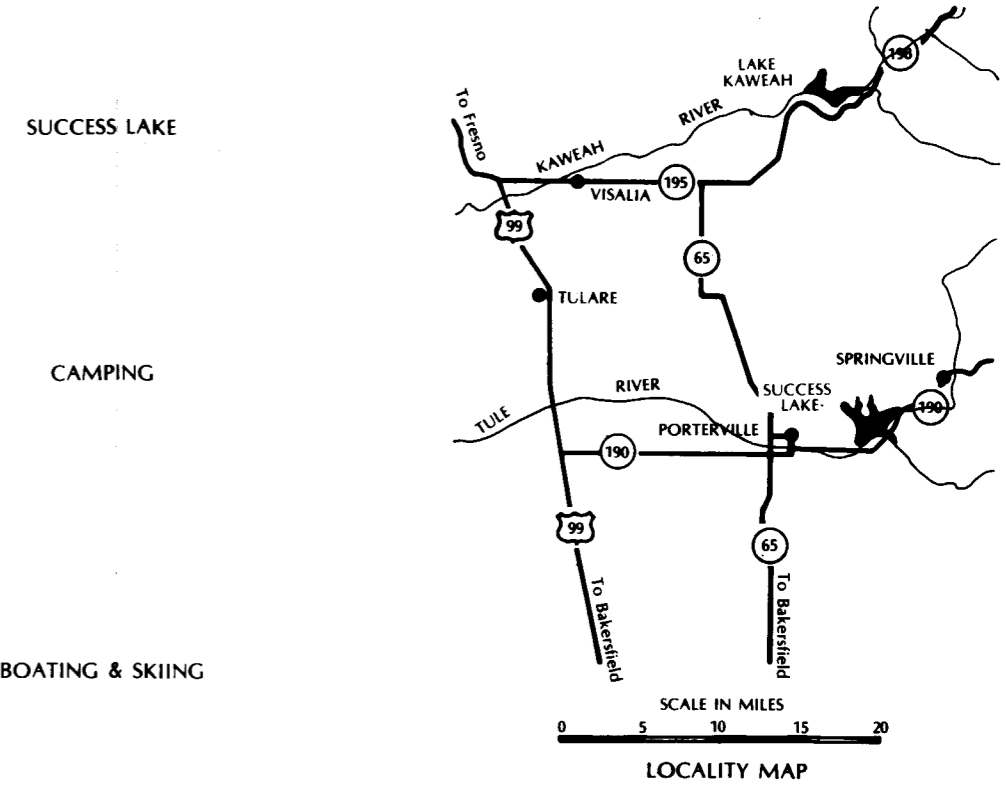 SUCCESS LAKE
CAMPING
BOATING & SKIING
LAKE
KAWEAH
198
To Fresno
KAWEAH RIVER
VISALIA
195
99
65
TULARE
SPRINGVILLE
SUCCESS
LAKE
190
TULE RIVER
PORTERVILLE
190
99
65
To Bakersfield
To Bakersfield
SCALE IN MILES
0 5 10 15 20
LOCALITY MAP